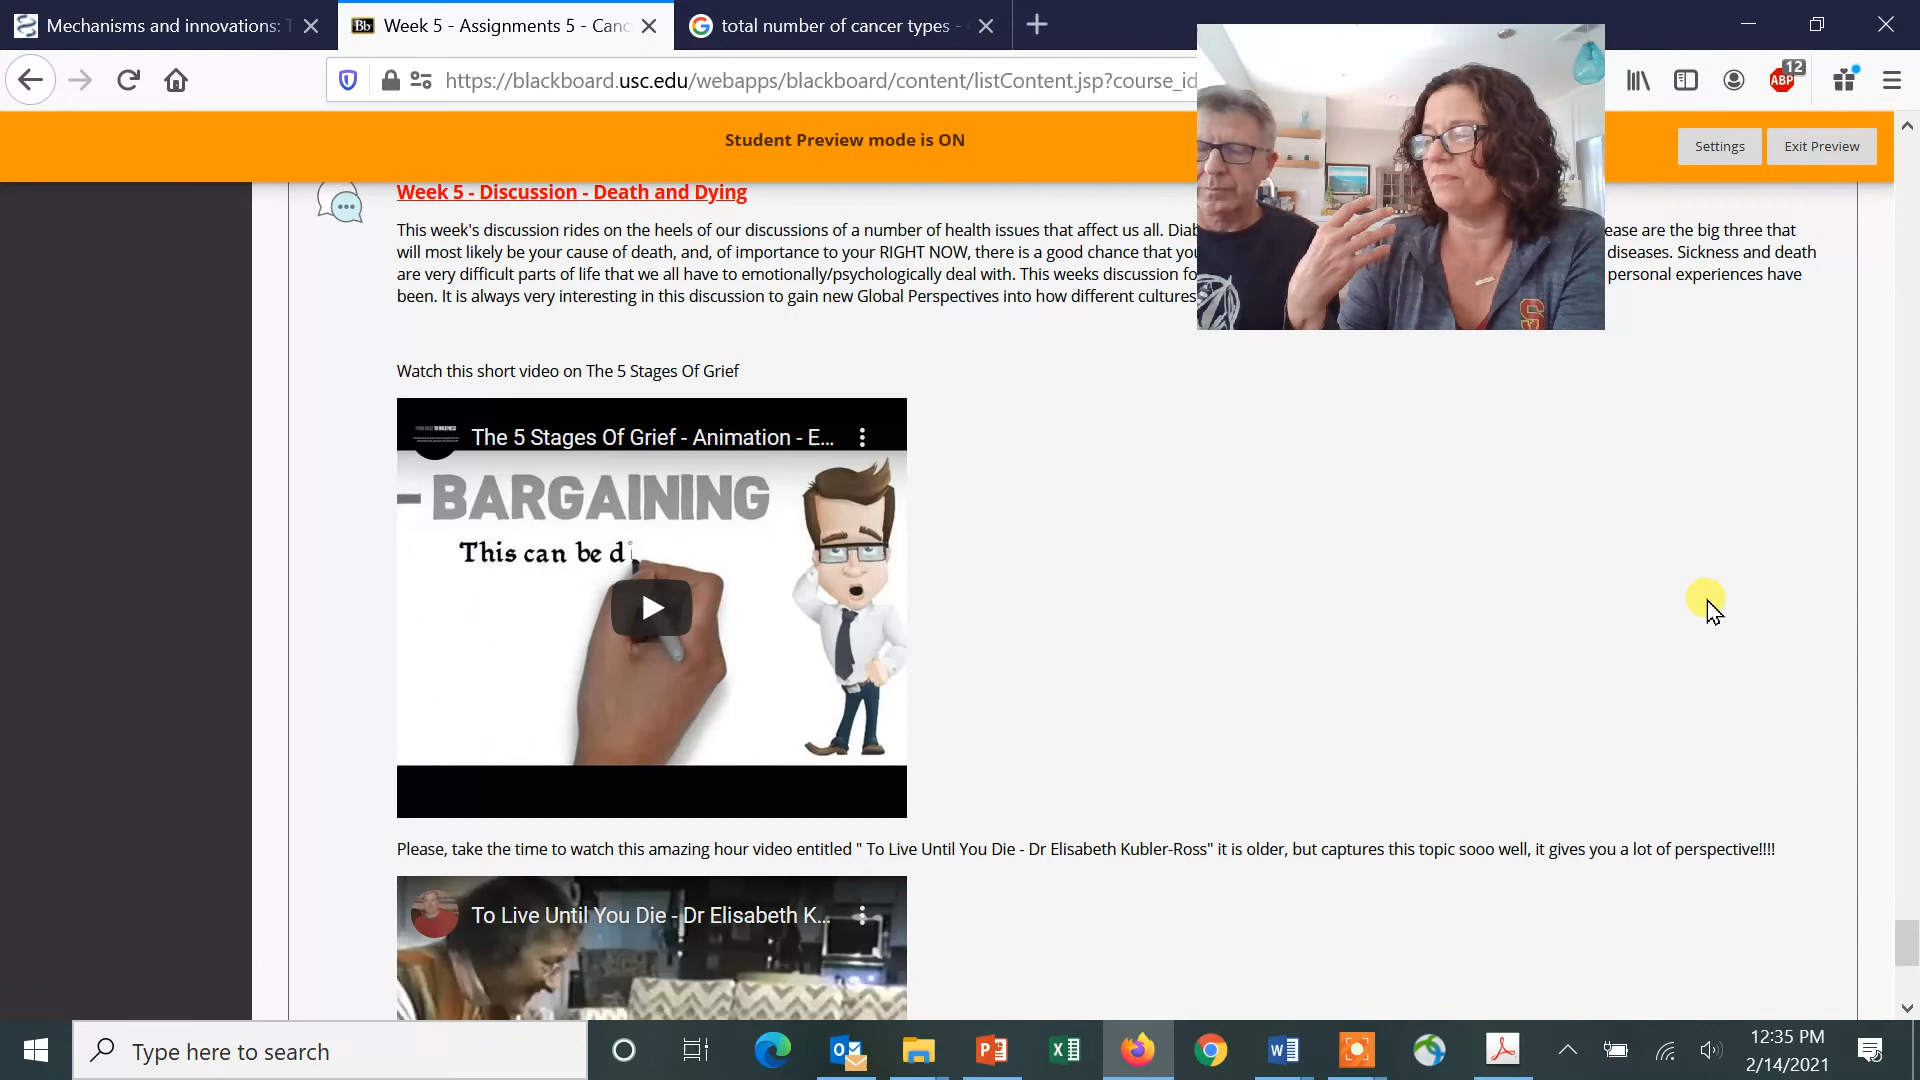 Mechanisms and innovations: T
Bb Week 5 - Assignments 5 - Canc
total number of cancer types -
https://blackboard.usc.edu/webapps/blackboard/content/listContent.jsp?course_id
ABP
12
Student Preview mode is ON
Settings
Exit Preview
Week 5 - Discussion - Death and Dying
This week's discussion rides on the heels of our discussions of a number of health issues that affect us all. Diab ease are the big three that
will most likely be your cause of death, and, of importance to your RIGHT NOW, there is a good chance that you diseases. Sickness and death
are very difficult parts of life that we all have to emotionally/psychologically deal with. This weeks discussion fo personal experiences have
been. It is always very interesting in this discussion to gain new Global Perspectives into how different cultures
Watch this short video on The 5 Stages Of Grief
The 5 Stages Of Grief - Animation - E...
- BARGAINING
This can be di
Please, take the time to watch this amazing hour video entitled " To Live Until You Die - Dr Elisabeth Kubler-Ross" it is older, but captures this topic sooo well, it gives you a lot of perspective!!!!
To Live Until You Die - Dr Elisabeth K...
Type here to search
12:35 PM
2/14/2021